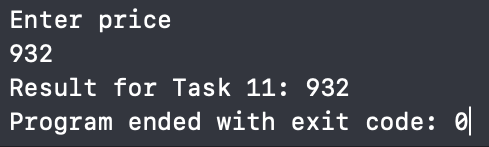 Enter price
932
Result for Task 11: 932
Program ended with exit code: 0